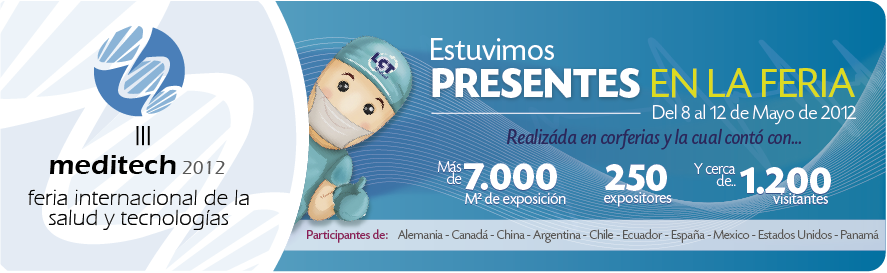 III
meditech 2012
feria internacional de la
salud y tecnologías
LCT
Estuvimos
PRESENTES EN LA FERIA
Del 8 al 12 de Mayo de 2012
Realizáda en corferias y la cual contó con...
Más de 7.000
M² de exposición
250
expositores
Y cerca de.. 1.200
visitantes
Participantes de: Alemania - Canadá - China - Argentina - Chile - Ecuador - España - Mexico - Estados Unidos - Panamá